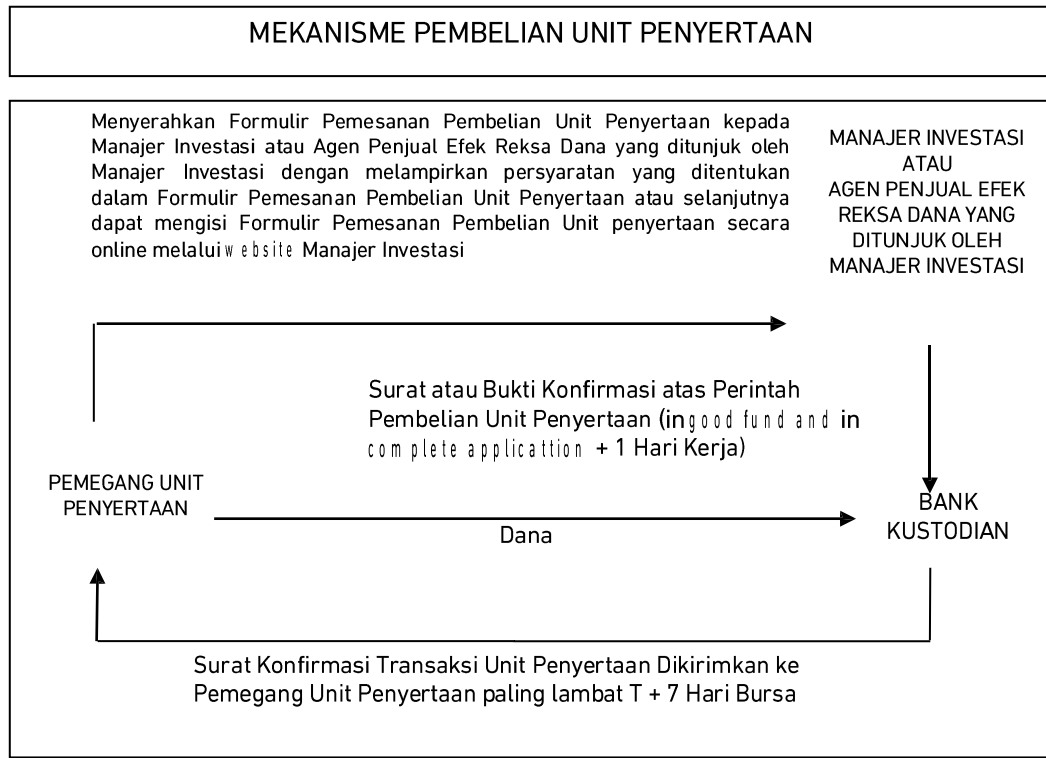 MEKANISME PEMBELIAN UNIT PENYERTAAN
Menyerahkan Formulir Pemesanan Pembelian Unit Penyertaan kepada
Manajer Investasi atau Agen Penjual Efek Reksa Dana yang ditunjuk oleh
Manajer Investasi dengan melampirkan persyaratan yang ditentukan
dalam Formulir Pemesanan Pembelian Unit Penyertaan atau selanjutnya
dapat mengisi Formulir Pemesanan Pembelian Unit penyertaan secara
online melalui website Manajer Investasi
MANAJER INVESTASI
ATAU
AGEN PENJUAL EFEK
REKSA DANA YANG
DITUNJUK OLEH
MANAJER INVESTASI
Surat atau Bukti Konfirmasi atas Perintah
Pembelian Unit Penyertaan (in good fund and in
complete applicattion + 1 Hari Kerja)
PEMEGANG UNIT
PENYERTAAN
Dana
BANK
KUSTODIAN
Surat Konfirmasi Transaksi Unit Penyertaan Dikirimkan ke
Pemegang Unit Penyertaan paling lambat T + 7 Hari Bursa